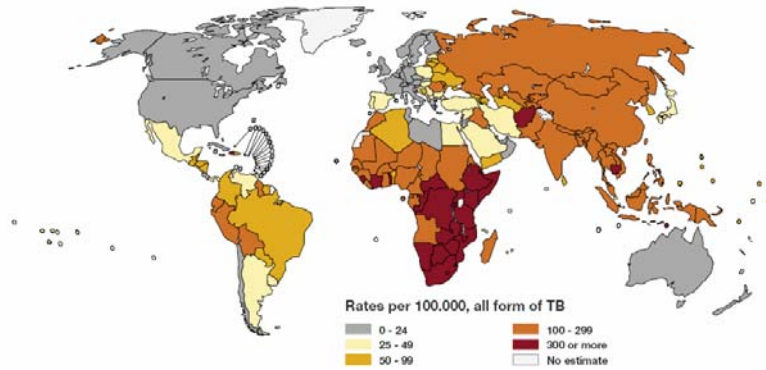 Rates per 100.000, all form of TB
0 - 24
25 - 49
50 - 99
100 - 299
300 or more
No estimate